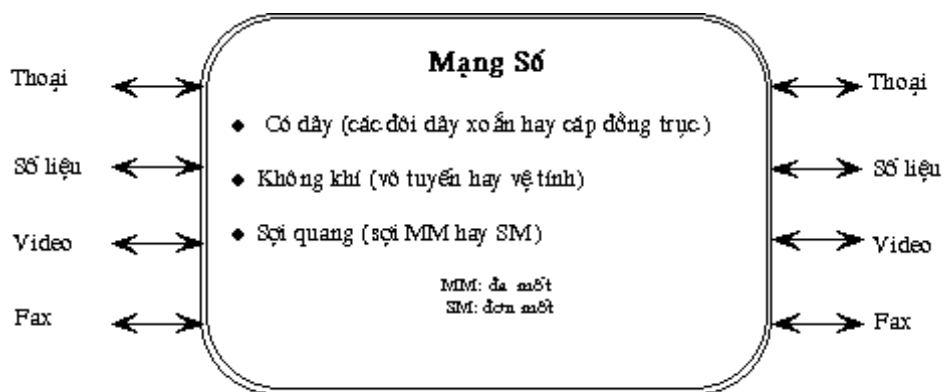 Mạng Số
Thoại
Thoại
◆ Có dây (các đôi dây xoắn hay cáp đồng trục)
Số liệu
Số liệu
◆ Không khí (vô tuyến hay vệ tính)
Video
◆ Sợi quang (sợi MM hay SM)
Video
MM: đa mốt
SM: đơn mốt
Fax
Fax